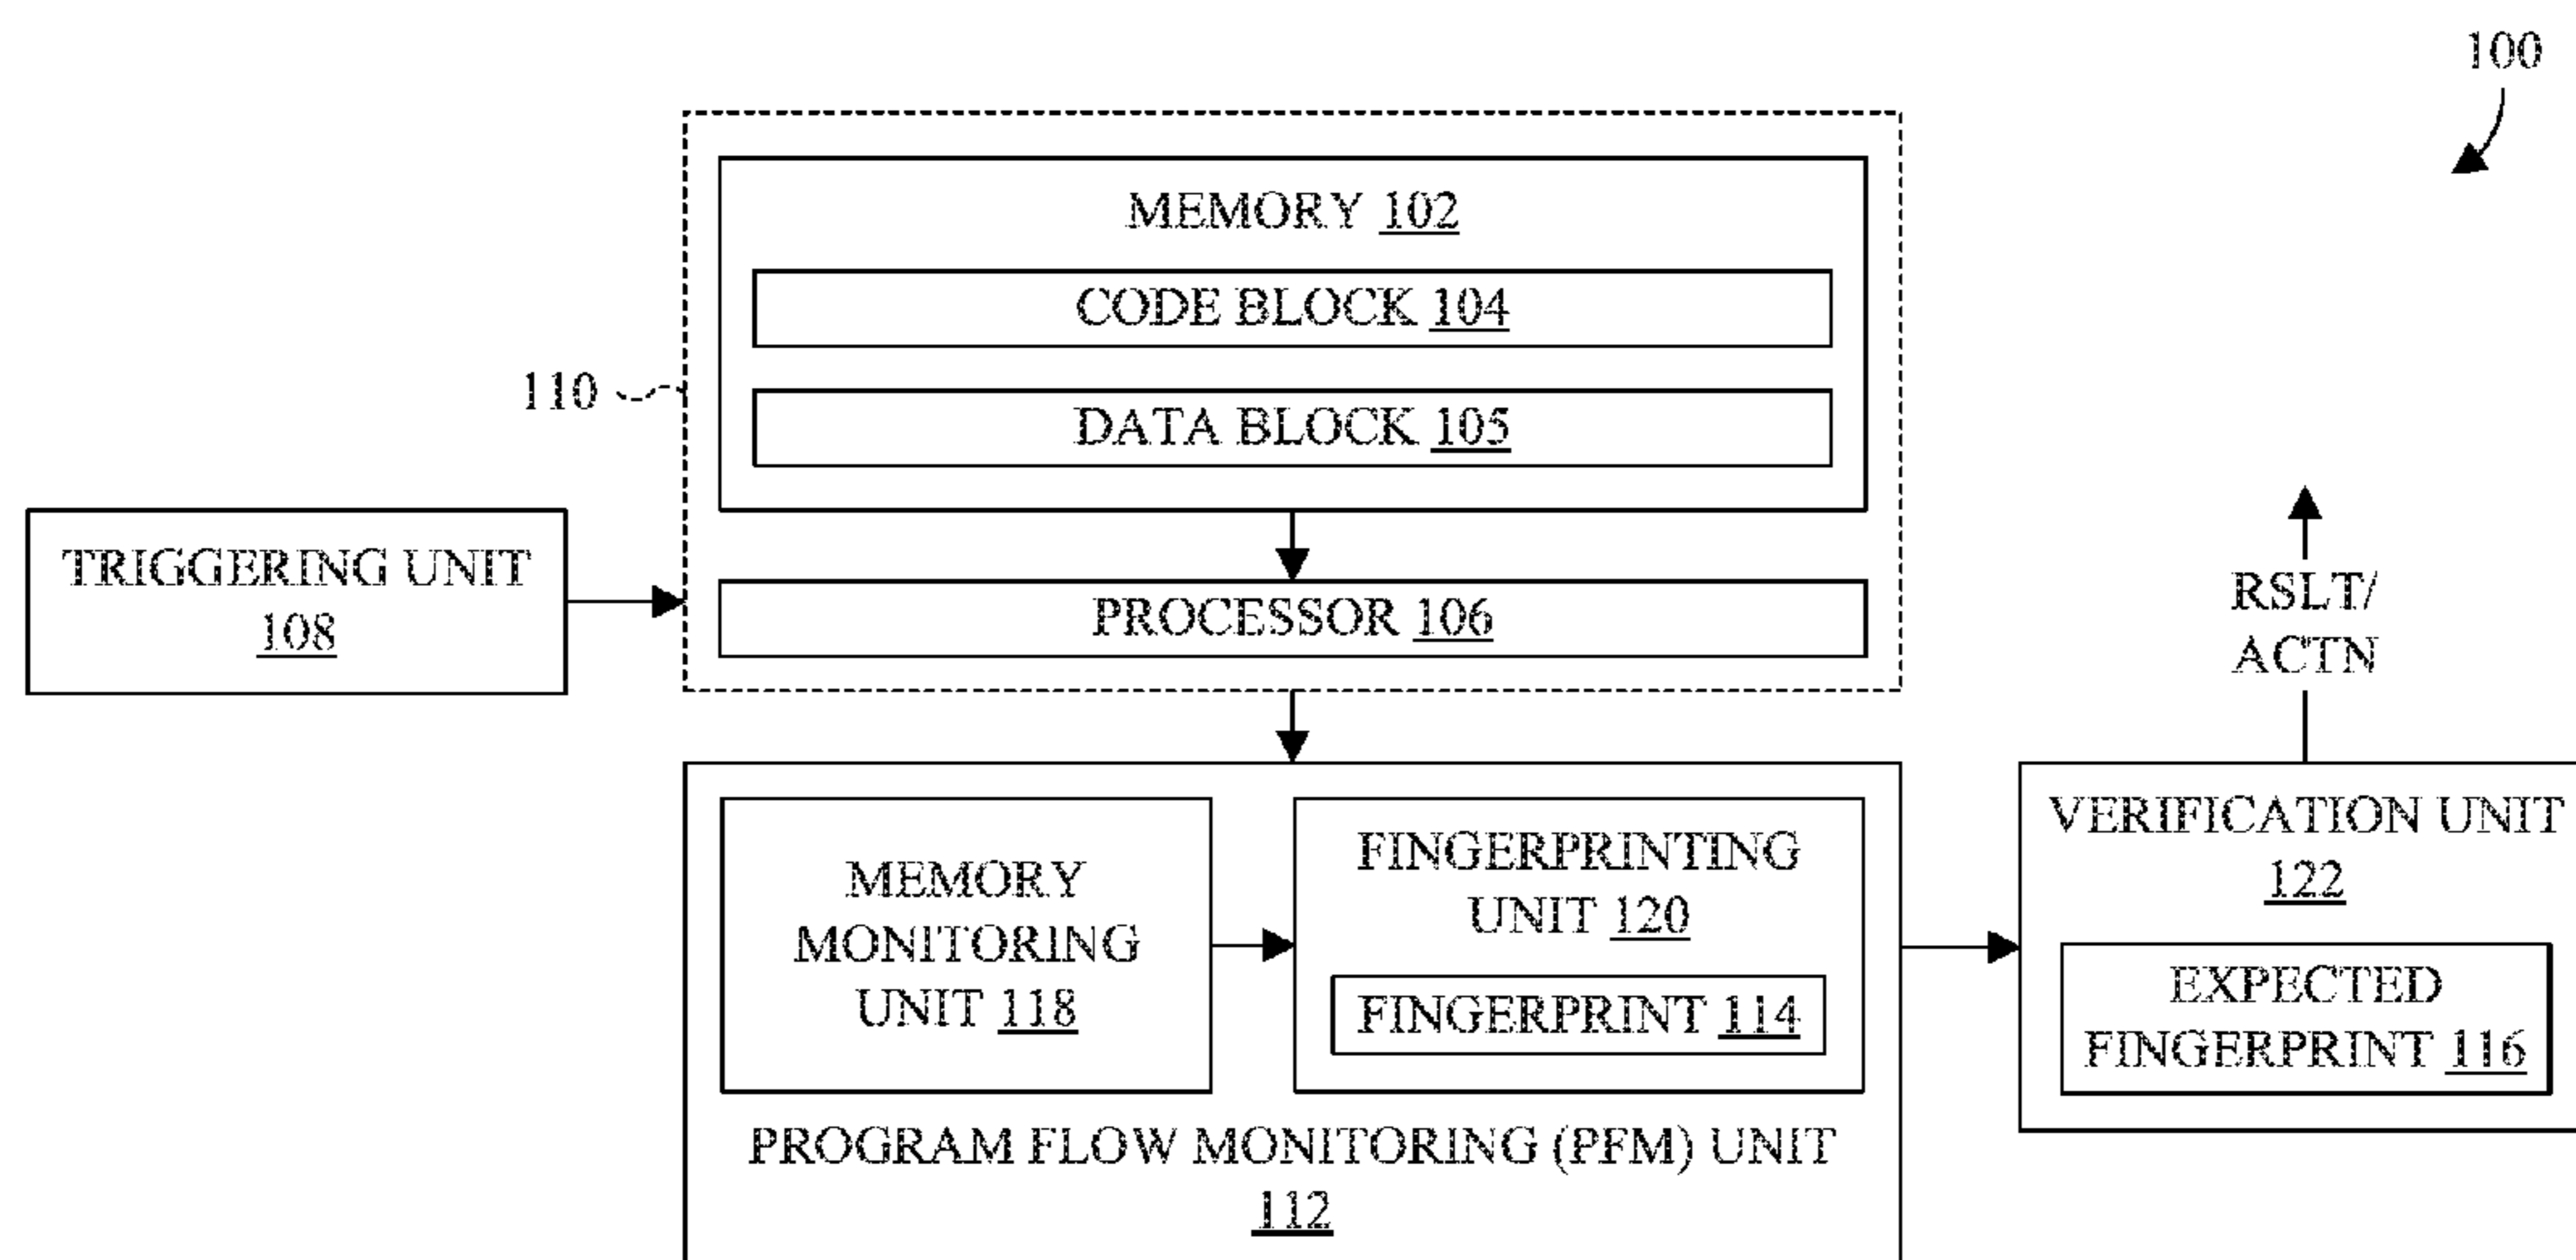 100
MEMORY 102
CODE BLOCK 104
110
DATA BLOCK 105
TRIGGERING UNIT
108
PROCESSOR 106
RSLT/
ACTN
MEMORY
MONITORING
UNIT 118
FINGERPRINTING
UNIT 120
FINGERPRINT 114
PROGRAM FLOW MONITORING (PFM) UNIT
112
VERIFICATION UNIT
122
EXPECTED
FINGERPRINT 116